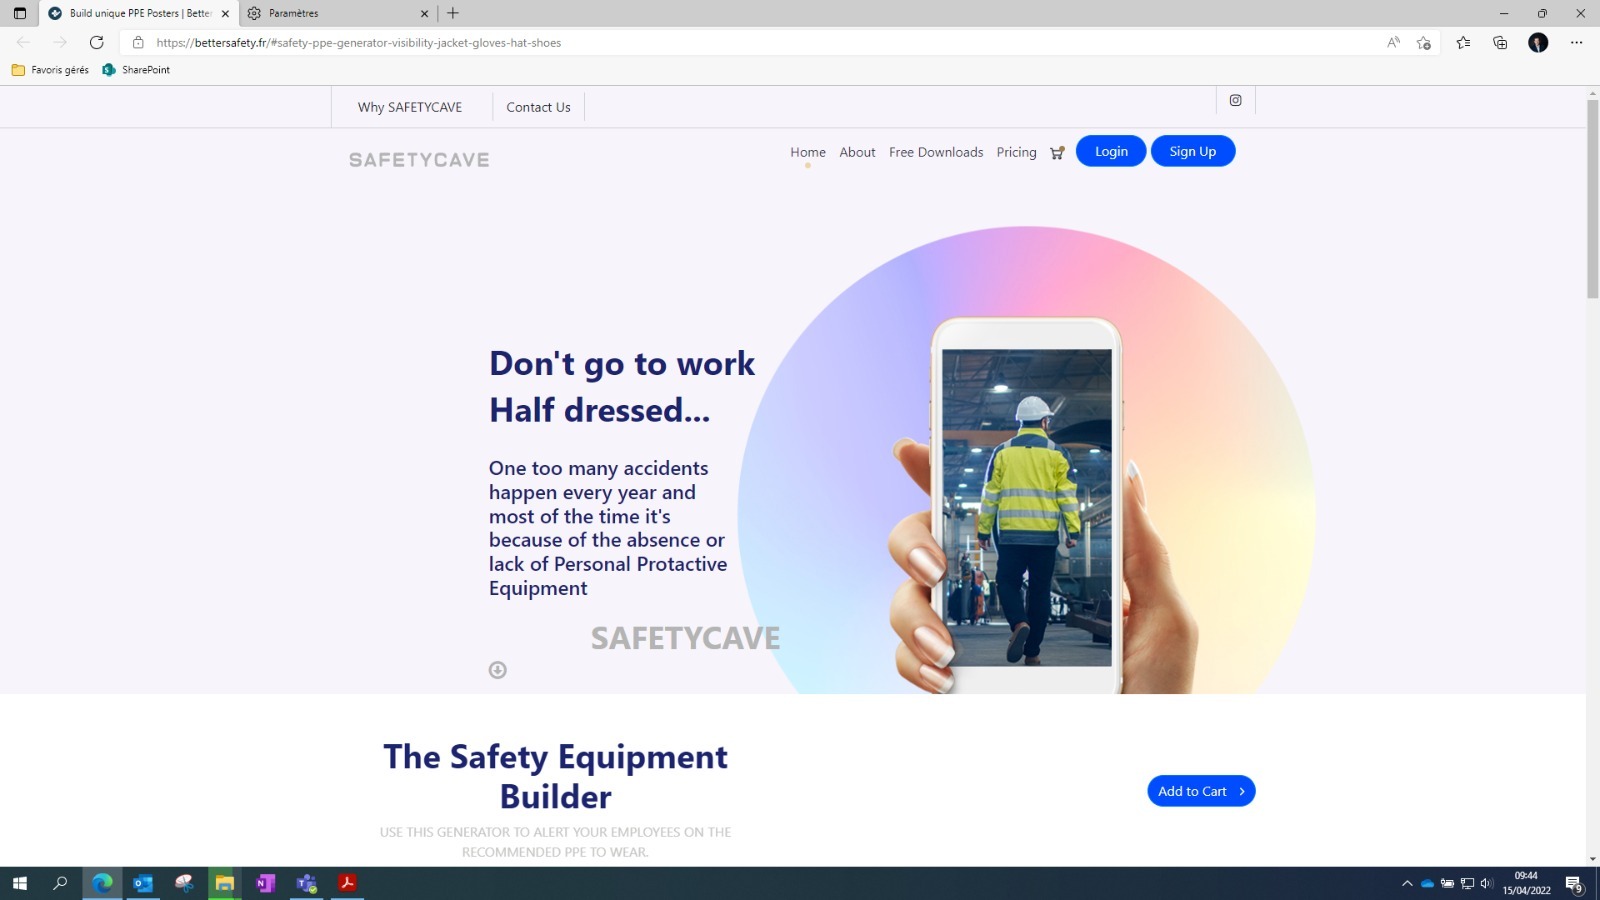 Build unique PPE Posters | Better
Paramètres
https://bettersafety.fr/#safety-ppe-generator-visibility-jacket-gloves-hat-shoes
Favoris gérés
SharePoint
Why SAFETYCAVE
Contact Us
SAFETYCAVE
Home
About
Free Downloads
Pricing
Login
Sign Up
Don't go to work
Half dressed...
One too many accidents
happen every year and
most of the time it's
because of the absence or
lack of Personal Protactive
Equipment
SAFETYCAVE
The Safety Equipment
Builder
Add to Cart
USE THIS GENERATOR TO ALERT YOUR EMPLOYEES ON THE
RECOMMENDED PPE TO WEAR.
09:44
15/04/2022
9